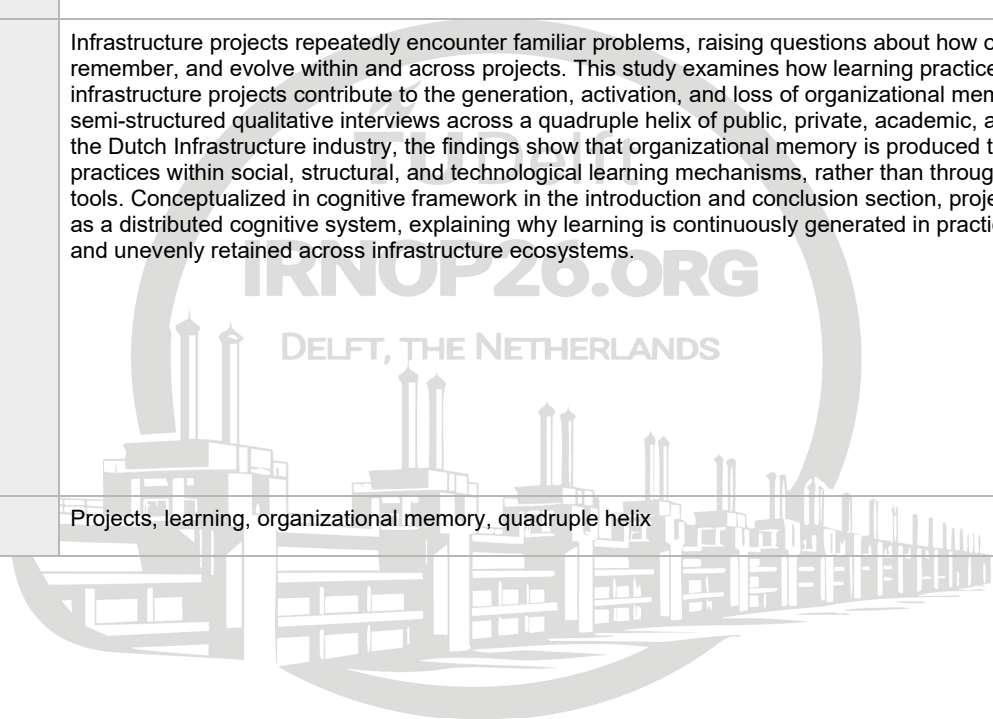 Infrastructure projects repeatedly encounter familiar problems, raising questions about how
remember, and evolve within and across projects. This study examines how learning
infrastructure projects contribute to the generation, activation, and loss of organizational
semi-structured qualitative interviews across a quadruple helix of public, private, academic,
the Dutch Infrastructure industry, the findings show that organizational memory is produced
practices within social, structural, and technological learning mechanisms, rather than
tools. Conceptualized in cognitive framework in the introduction and conclusion section,
as a distributed cognitive system, explaining why learning is continuously generated in
and unevenly retained across infrastructure ecosystems.
TU Delft
IRNOP26.ORG
DELFT, THE NETHERLANDS
Projects, learning, organizational memory, quadruple helix